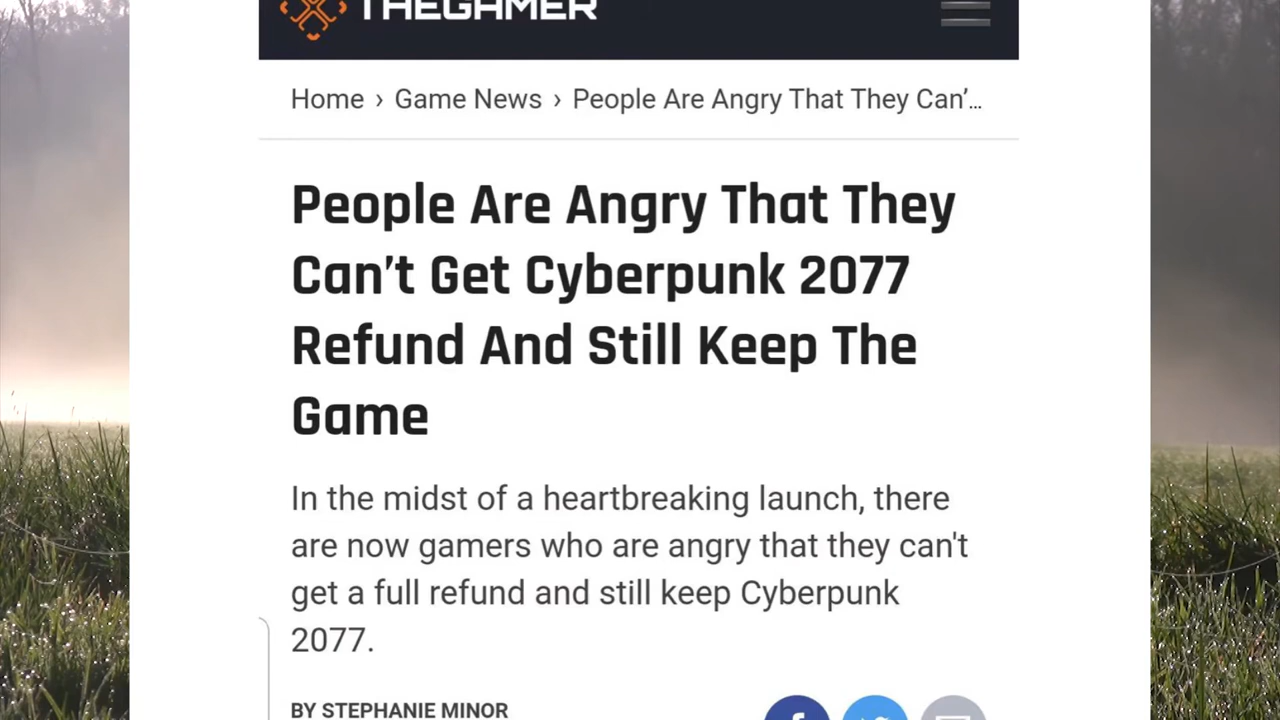 THEGAMER
Home › Game News › People Are Angry That They Can’…
People Are Angry That They
Can’t Get Cyberpunk 2077
Refund And Still Keep The
Game
In the midst of a heartbreaking launch, there
are now gamers who are angry that they can't
get a full refund and still keep Cyberpunk
2077.
BY STEPHANIE MINOR